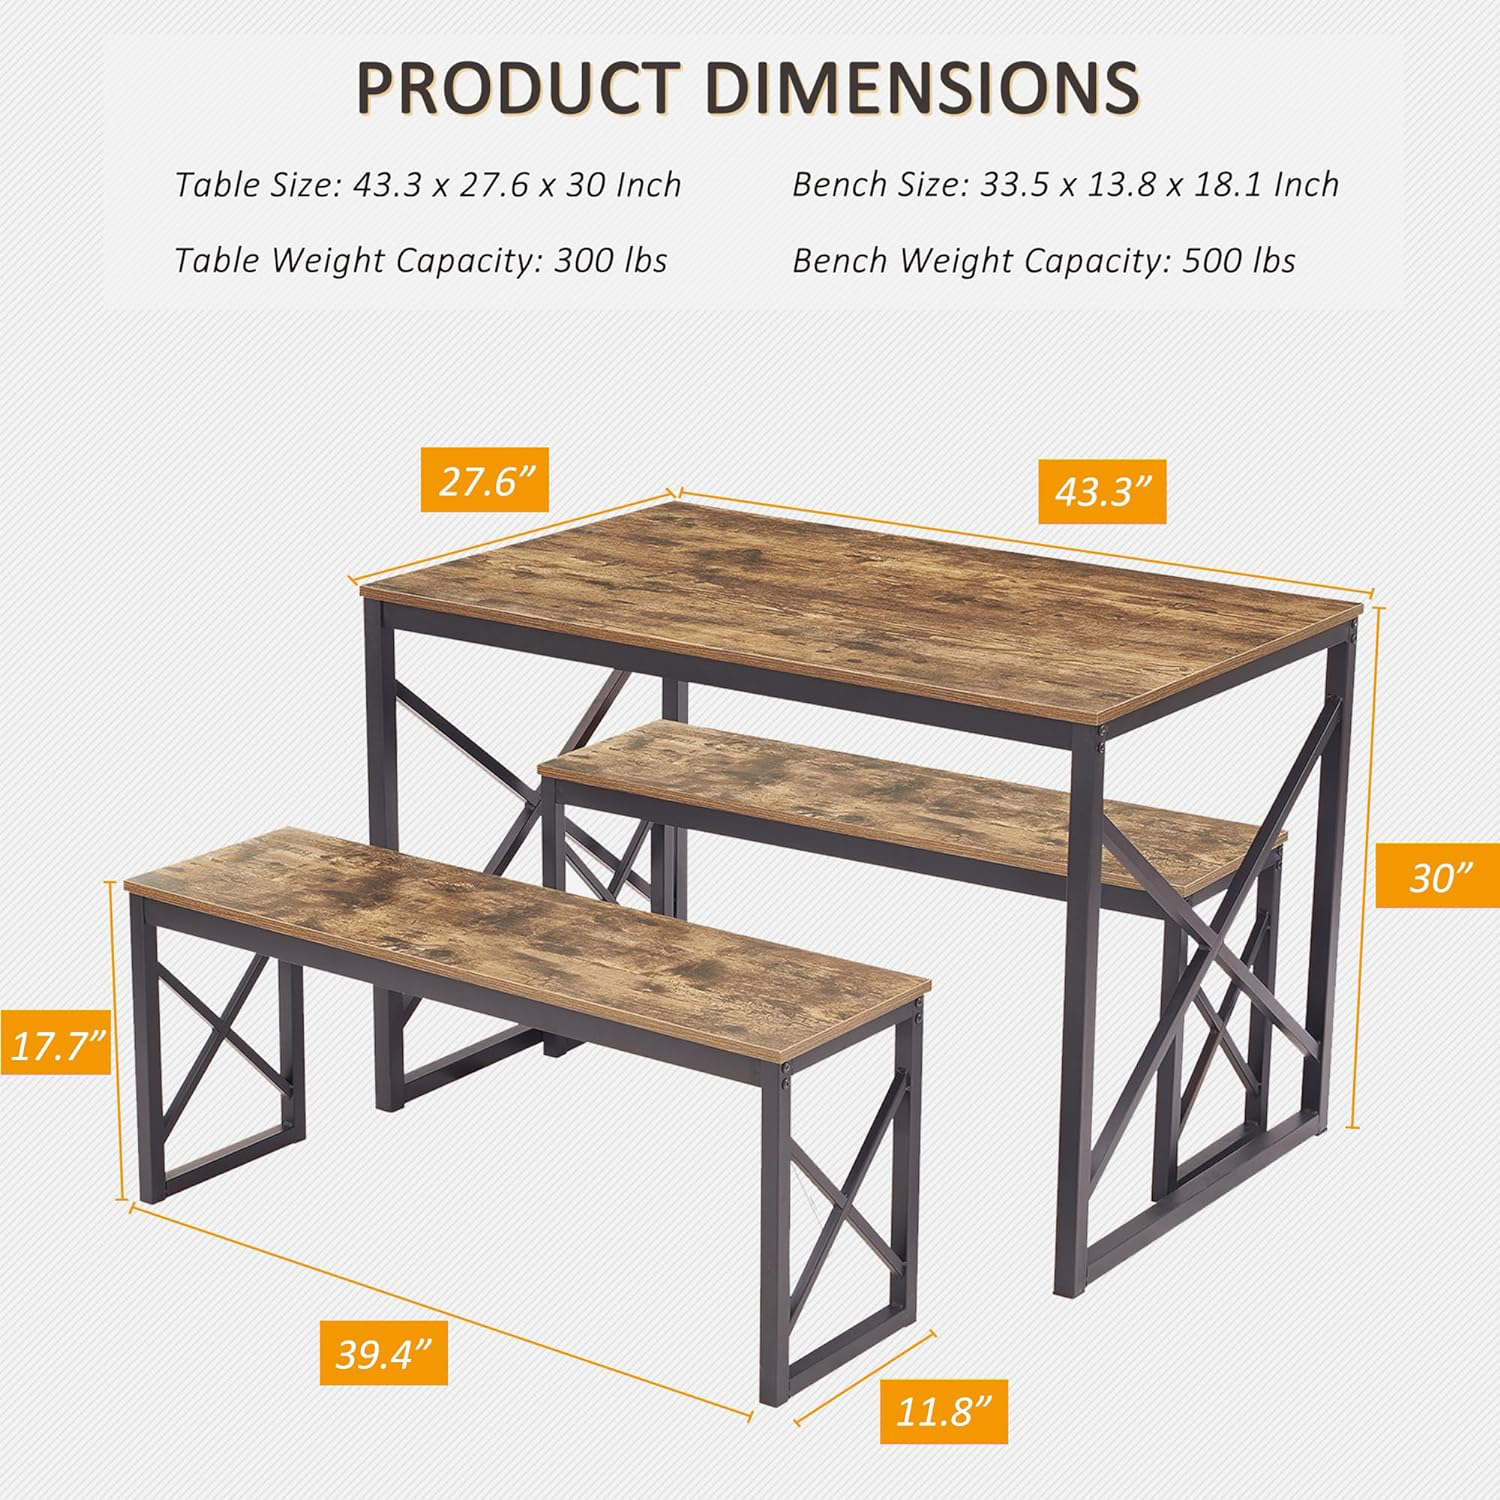 PRODUCT DIMENSIONS
Table Size: 43.3 x 27.6 x 30 Inch
Bench Size: 33.5 x 13.8 x 18.1 Inch
Table Weight Capacity: 300 lbs
Bench Weight Capacity: 500 lbs
27.6”
43.3”
30”
17.7”
39.4”
11.8”